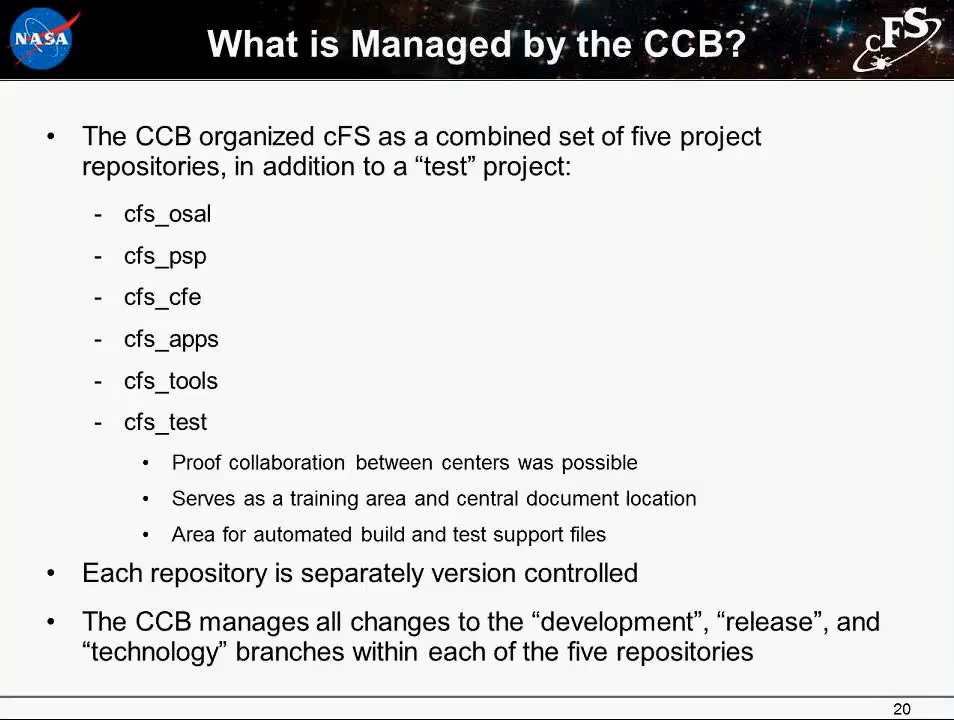 NASA
cFS
What is Managed by the CCB?
• The CCB organized cFS as a combined set of five project
repositories, in addition to a “test” project:
- cfs_osal
- cfs_psp
- cfs_cfe
- cfs_apps
- cfs_tools
- cfs_test
• Proof collaboration between centers was possible
• Serves as a training area and central document location
• Area for automated build and test support files
• Each repository is separately version controlled
• The CCB manages all changes to the “development”, “release”, and
“technology” branches within each of the five repositories
20